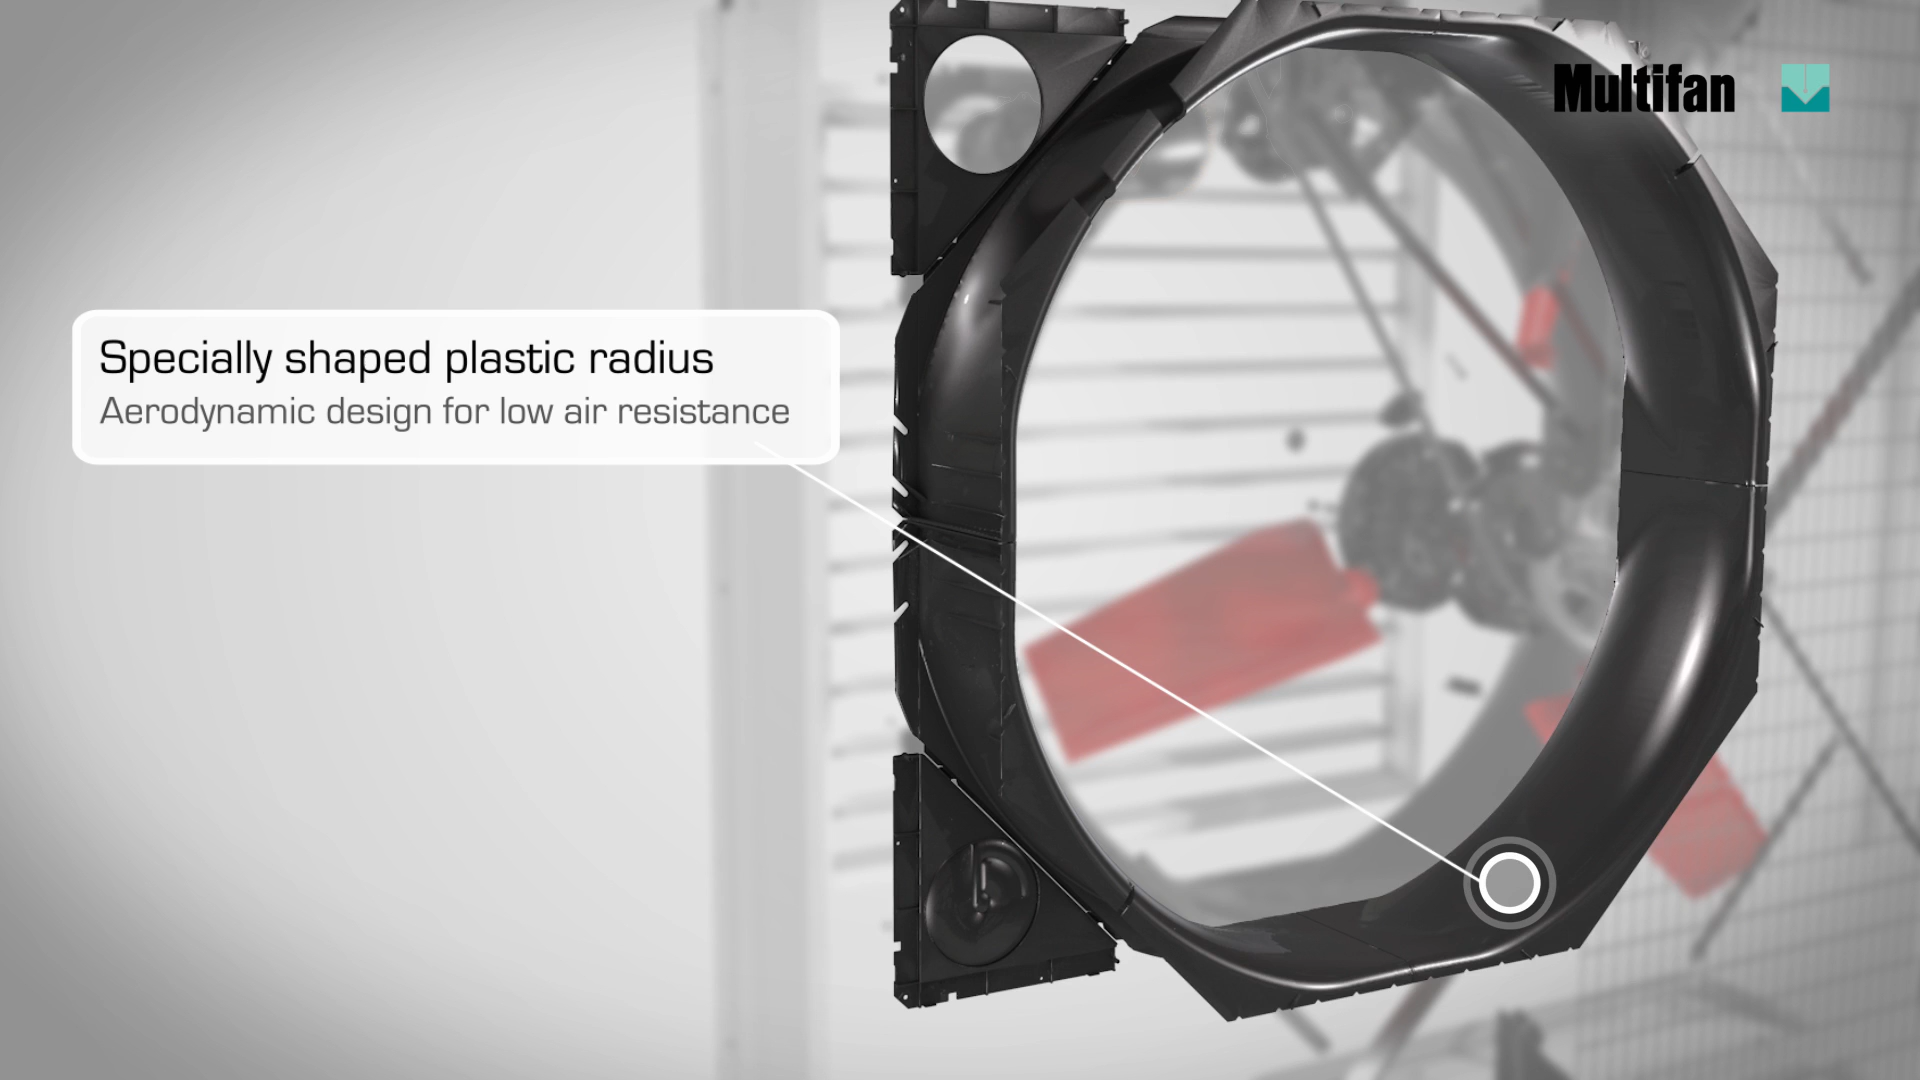 Multifan
Specially shaped plastic radius
Aerodynamic design for low air resistance